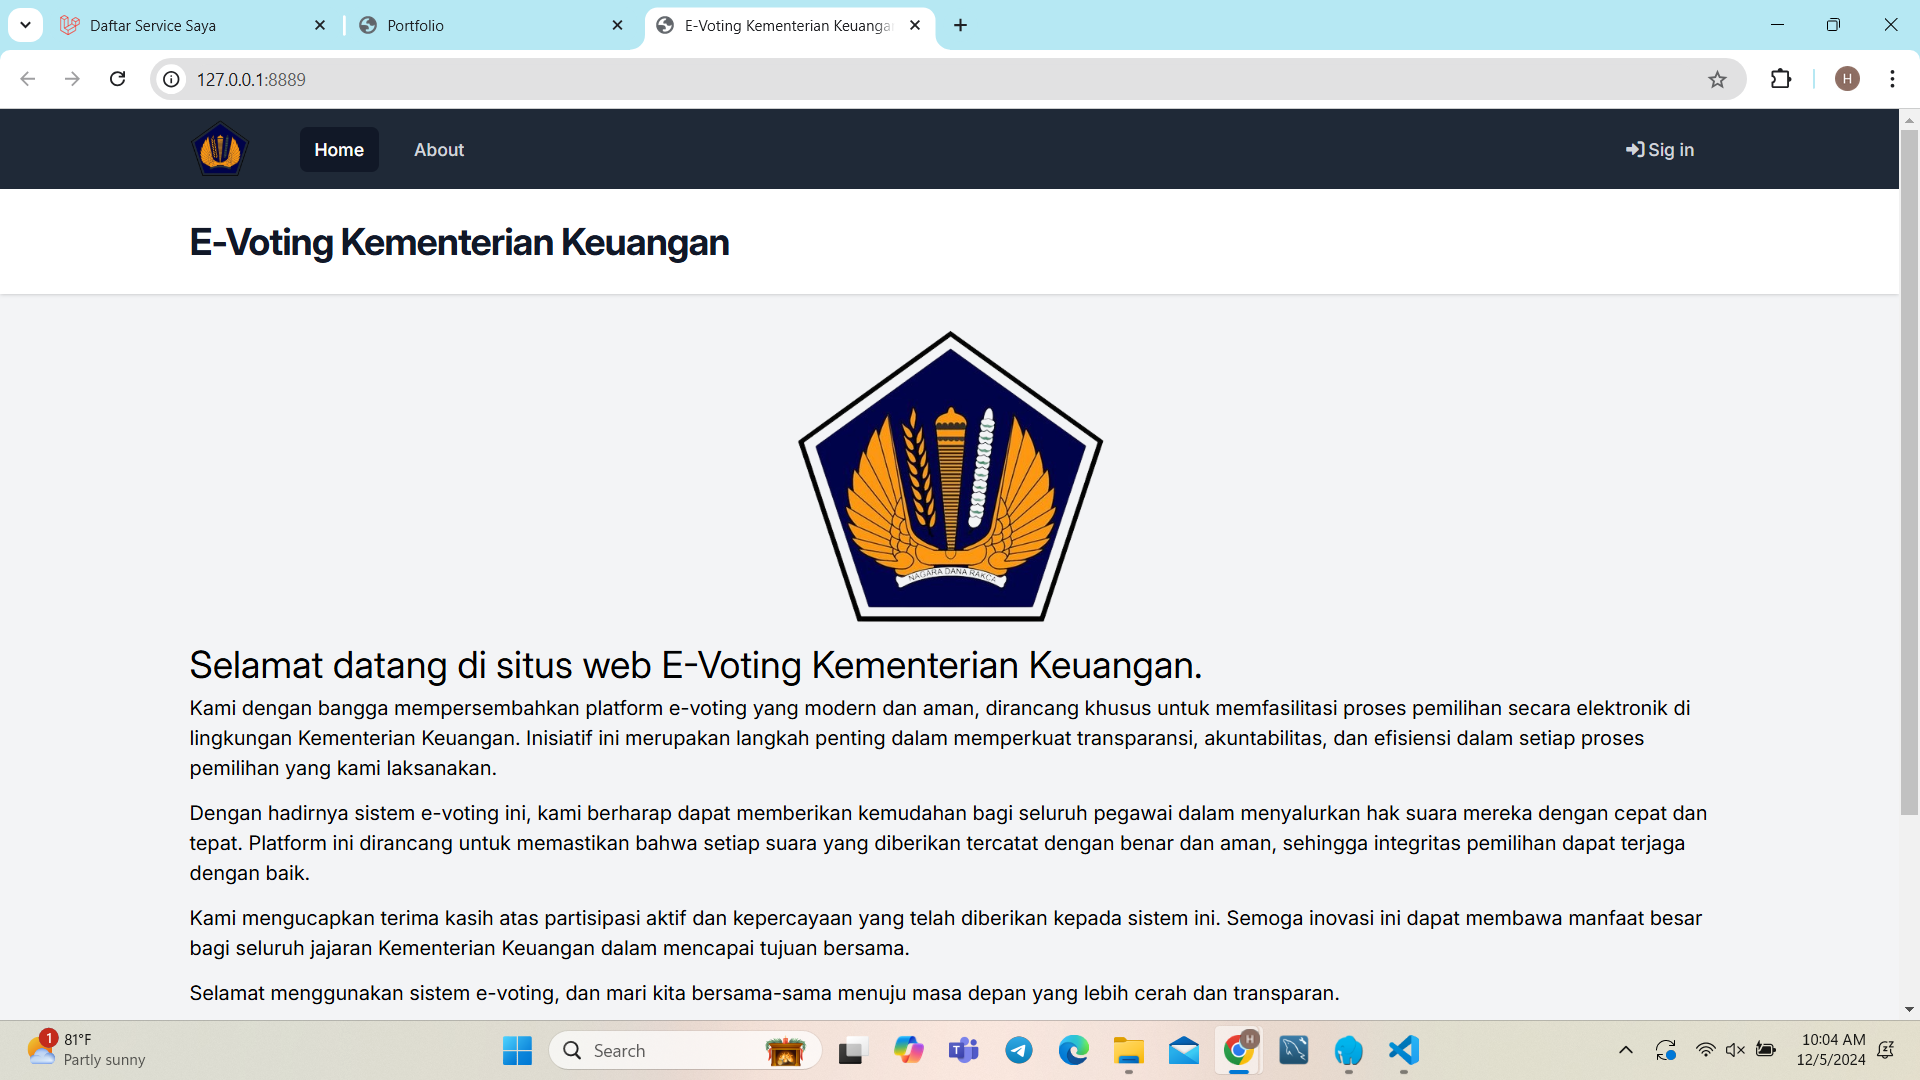 Daftar Service Saya
Portfolio
E-Voting Kementerian Keuanga
127.0.0.1:8889
H
Home
About
Sig in
E-Voting Kementerian Keuangan
NAGARA DANA RAKCA
Selamat datang di situs web E-Voting Kementerian Keuangan.
Kami dengan bangga mempersembahkan platform e-voting yang modern dan aman, dirancang khusus untuk memfasilitasi proses pemilihan secara elektronik di
lingkungan Kementerian Keuangan. Inisiatif ini merupakan langkah penting dalam memperkuat transparansi, akuntabilitas, dan efisiensi dalam setiap proses
pemilihan yang kami laksanakan.
Dengan hadirnya sistem e-voting ini, kami berharap dapat memberikan kemudahan bagi seluruh pegawai dalam menyalurkan hak suara mereka dengan cepat dan
tepat. Platform ini dirancang untuk memastikan bahwa setiap suara yang diberikan tercatat dengan benar dan aman, sehingga integritas pemilihan dapat terjaga
dengan baik.
Kami mengucapkan terima kasih atas partisipasi aktif dan kepercayaan yang telah diberikan kepada sistem ini. Semoga inovasi ini dapat membawa manfaat besar
bagi seluruh jajaran Kementerian Keuangan dalam mencapai tujuan bersama.
Selamat menggunakan sistem e-voting, dan mari kita bersama-sama menuju masa depan yang lebih cerah dan transparan.
1
81°F
Partly sunny
Search
H
10:04 AM
12/5/2024